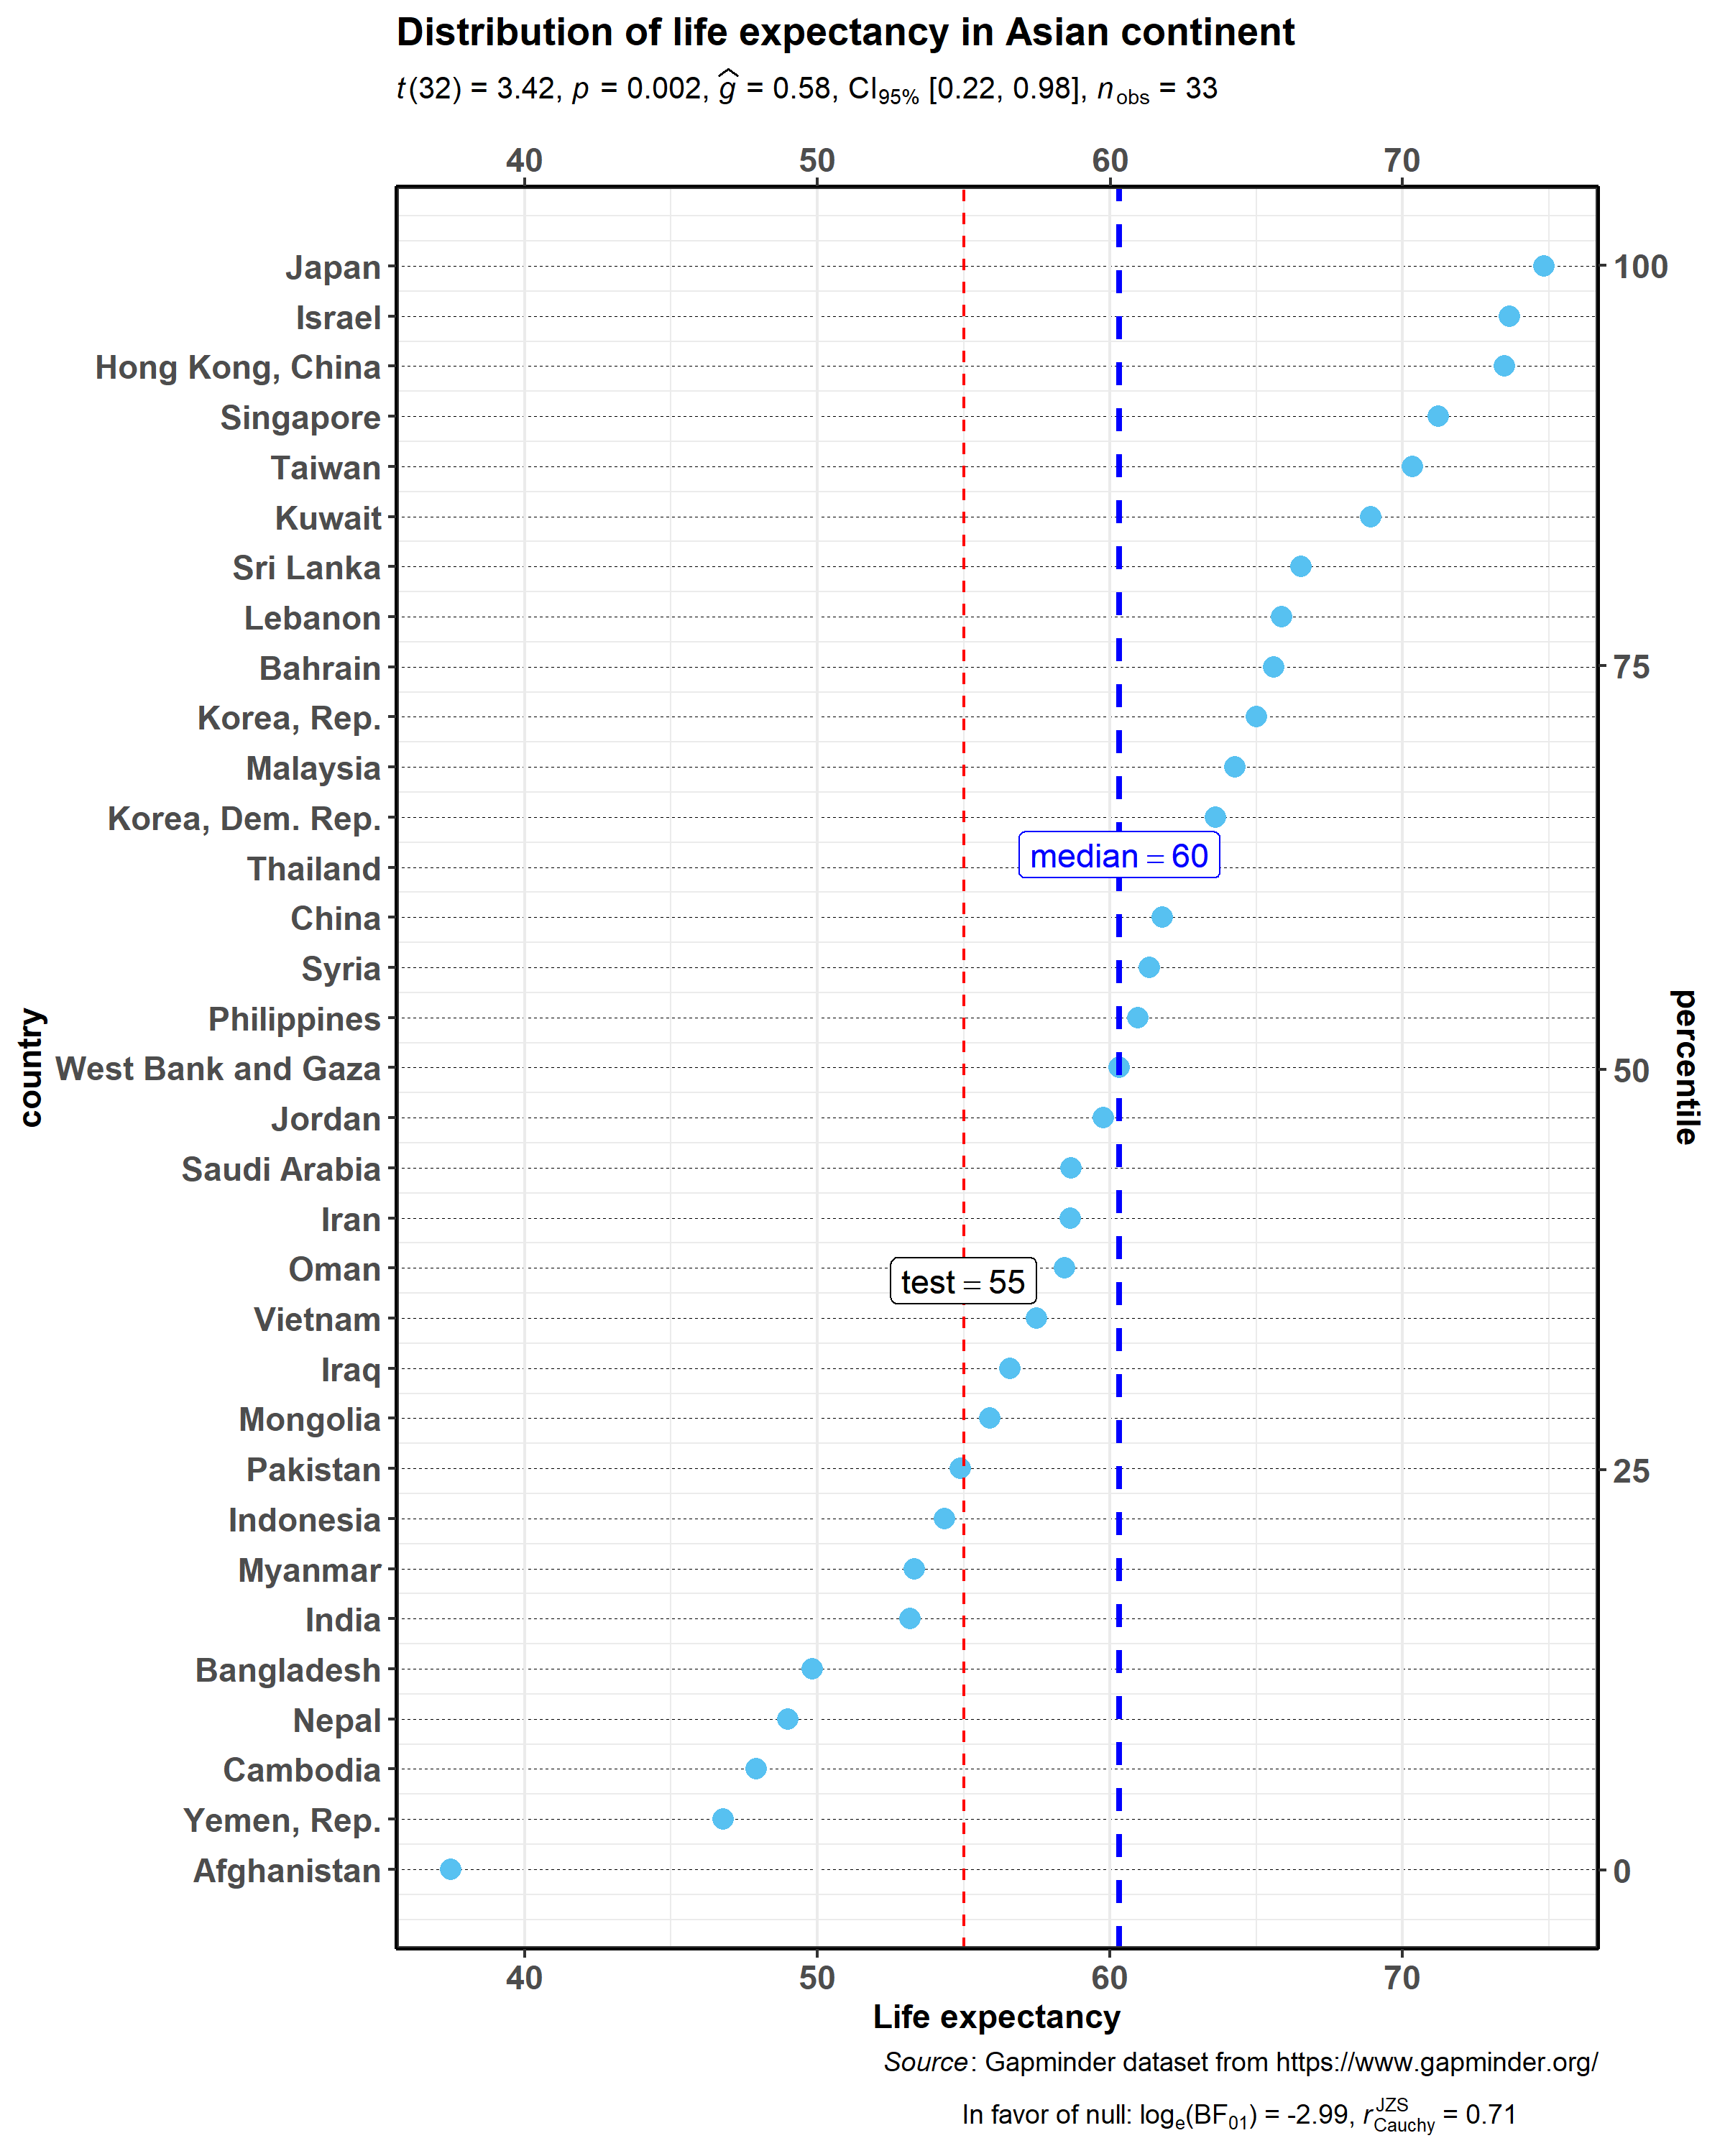 Distribution of life expectancy in Asian continent
t(32) = 3.42, p = 0.002, ĝ = 0.58, CI95% [0.22, 0.98], nobs = 33
40 50 60 70
Japan 100
Israel
Hong Kong, China
Singapore
Taiwan
Kuwait
Sri Lanka
Lebanon
Bahrain 75
Korea, Rep.
Malaysia
Korea, Dem. Rep.
median = 60
Thailand
China
Syria
Philippines
West Bank and Gaza 50
country
percentile
Jordan
Saudi Arabia
Iran
Oman
test = 55
Vietnam
Iraq
Mongolia
Pakistan 25
Indonesia
Myanmar
India
Bangladesh
Nepal
Cambodia
Yemen, Rep.
Afghanistan 0
40 50 60 70
Life expectancy
Source: Gapminder dataset from https://www.gapminder.org/
In favor of null: loge(BF01) = -2.99, rJZSCauchy = 0.71